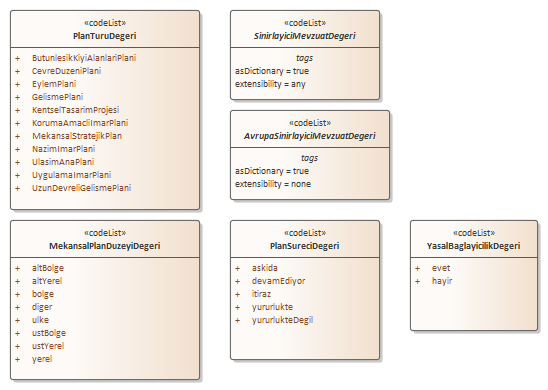 «codeList»
PlanTuruDegeri
+ ButunlesikKiyiAlanlariPlani
+ CevreDuzeniPlani
+ EylemPlani
+ GelismePlani
+ KentselTasarimProjesi
+ KorumaAmacliImarPlani
+ MekansalStratejikPlan
+ NazimImarPlani
+ UlasimAnaPlani
+ UygulamaImarPlani
+ UzunDevreliGelismePlani
«codeList»
SinirlayiciMevzuatDegeri
tags
asDictionary = true
extensibility = any
«codeList»
AvrupaSinirlayiciMevzuatDegeri
tags
asDictionary = true
extensibility = none
«codeList»
MekansalPlanDuzeyiDegeri
+ altBolge
+ altYerel
+ bolge
+ diger
+ ulke
+ ustBolge
+ ustYerel
+ yerel
«codeList»
PlanSureciDegeri
+ askida
+ devamEdiyor
+ itiraz
+ yururlukte
+ yururlukteDegil
«codeList»
YasalBaglayicilikDegeri
+ evet
+ hayir